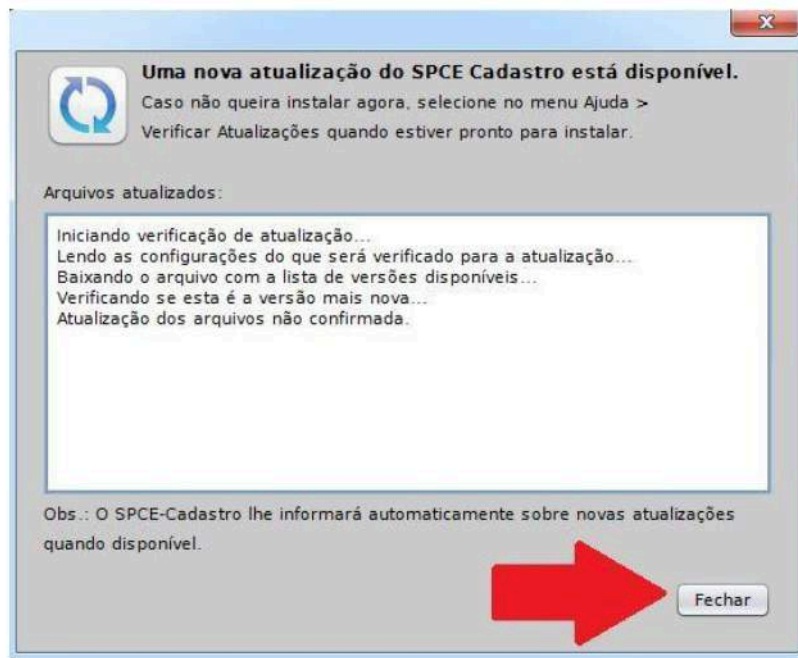 Uma nova atualização do SPCE Cadastro está disponível.
Caso não queira instalar agora, selecione no menu Ajuda >
Verificar Atualizações quando estiver pronto para instalar.
Arquivos atualizados:
Iniciando verificação de atualização...
Lendo as configurações do que será verificado para a atualização...
Baixando o arquivo com a lista de versões disponíveis...
Verificando se esta é a versão mais nova...
Atualização dos arquivos não confirmada.
Obs.: O SPCE-Cadastro lhe informará automaticamente sobre novas atualizações
quando disponível.
Fechar